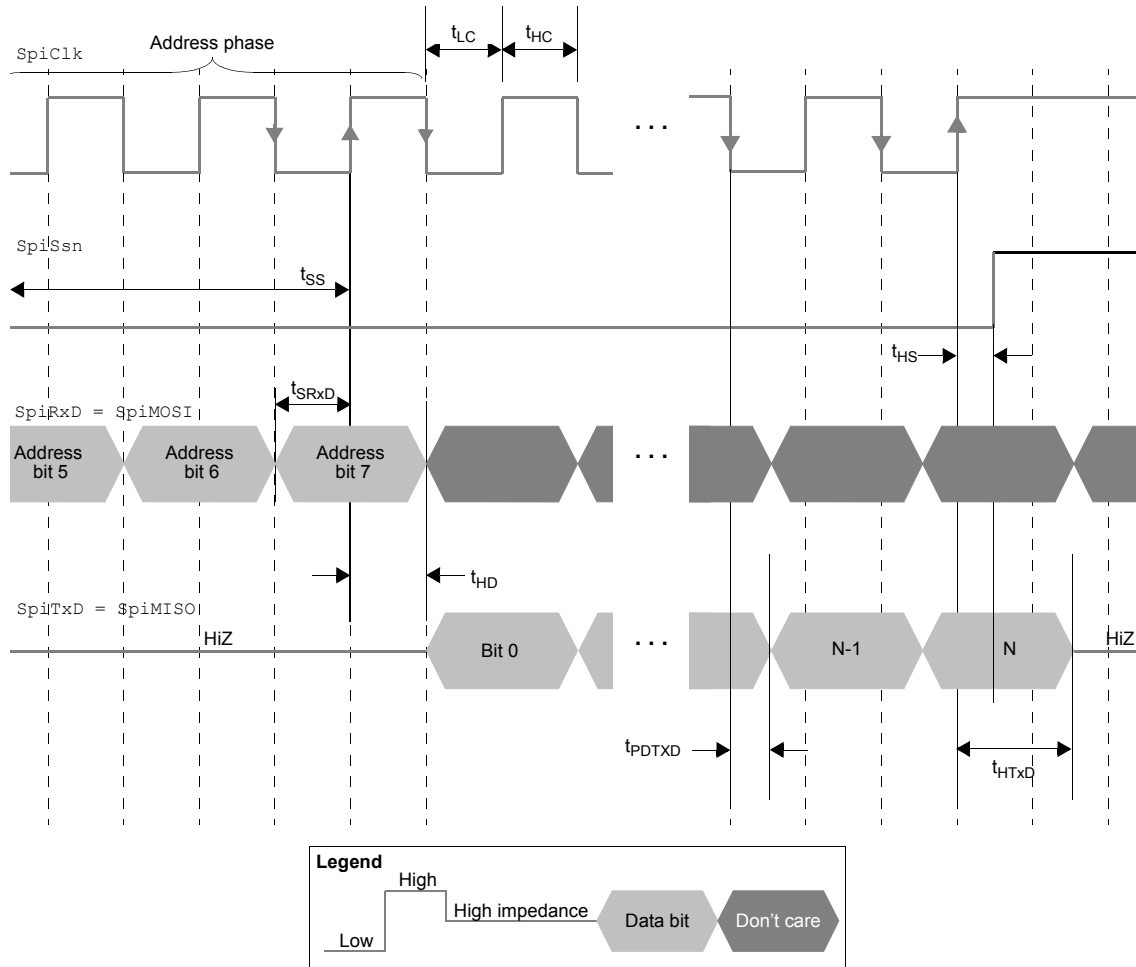 SpiClk
Address phase
tLC
tHC
. . .
SpiSsn
tSS
tHS
tSRxD
SpiRxD = SpiMOSI
Address
bit 5
Address
bit 6
Address
bit 7
. . .
tHD
SpiTxD = SpiMISO
HiZ
Bit 0
. . .
N-1
N
HiZ
tPDTXD
tHTxD
Legend
High
High impedance
Low
Data bit
Don't care